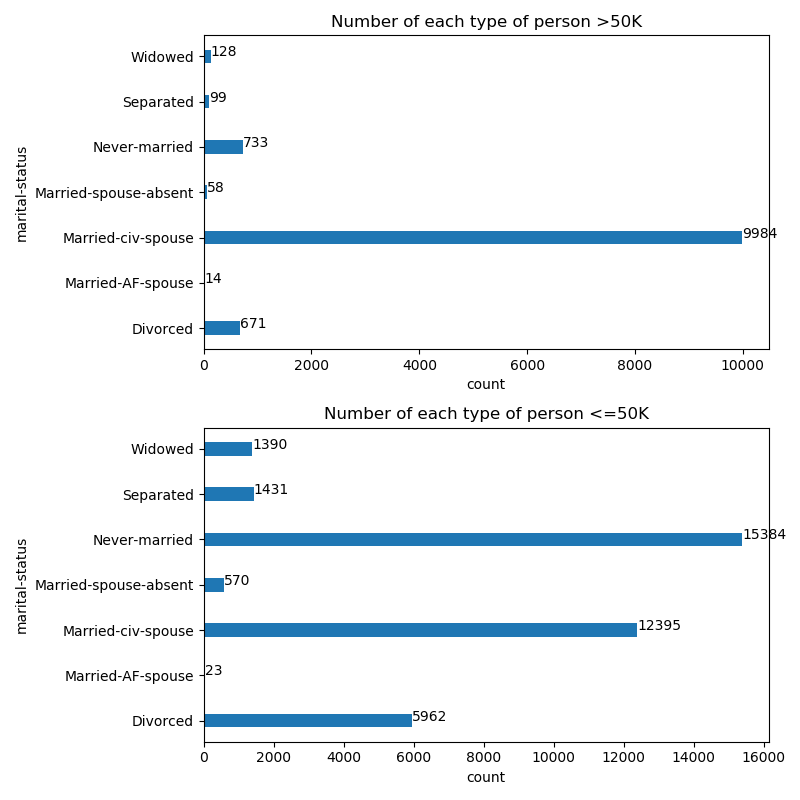 Number of each type of person >50K
Widowed 128
Separated 99
Never-married 733
Married-spouse-absent 58
Married-civ-spouse 9984
Married-AF-spouse 14
Divorced 671
marital-status
0 2000 4000 6000 8000 10000
count
Number of each type of person <=50K
Widowed 1390
Separated 1431
Never-married 15384
Married-spouse-absent 570
Married-civ-spouse 12395
Married-AF-spouse 23
Divorced 5962
marital-status
0 2000 4000 6000 8000 10000 12000 14000 16000
count